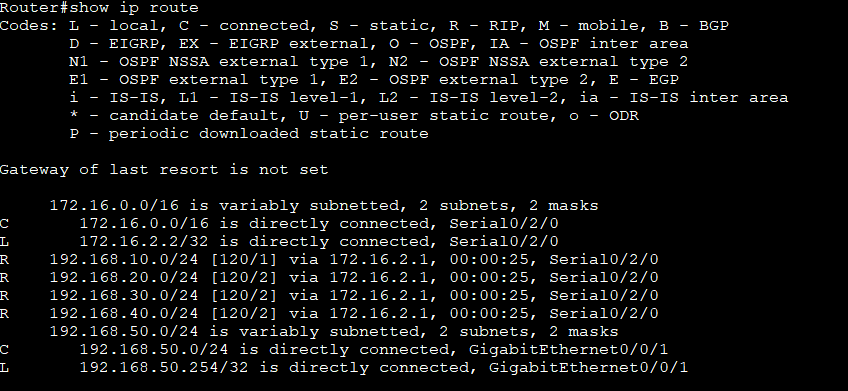 Router#show ip route
Codes: L - local, C - connected, S - static, R - RIP, M - mobile, B - BGP
       D - EIGRP, EX - EIGRP external, O - OSPF, IA - OSPF inter area
       N1 - OSPF NSSA external type 1, N2 - OSPF NSSA external type 2
       E1 - OSPF external type 1, E2 - OSPF external type 2, E - EGP
       i - IS-IS, L1 - IS-IS level-1, L2 - IS-IS level-2, ia - IS-IS inter area
       * - candidate default, U - per-user static route, o - ODR
       P - periodic downloaded static route
Gateway of last resort is not set
     172.16.0.0/16 is variably subnetted, 2 subnets, 2 masks
C       172.16.0.0/16 is directly connected, Serial0/2/0
L       172.16.2.2/32 is directly connected, Serial0/2/0
R    192.168.10.0/24 [120/1] via 172.16.2.1, 00:00:25, Serial0/2/0
R    192.168.20.0/24 [120/2] via 172.16.2.1, 00:00:25, Serial0/2/0
R    192.168.30.0/24 [120/2] via 172.16.2.1, 00:00:25, Serial0/2/0
R    192.168.40.0/24 [120/2] via 172.16.2.1, 00:00:25, Serial0/2/0
     192.168.50.0/24 is variably subnetted, 2 subnets, 2 masks
C       192.168.50.0/24 is directly connected, GigabitEthernet0/0/1
L       192.168.50.254/32 is directly connected, GigabitEthernet0/0/1